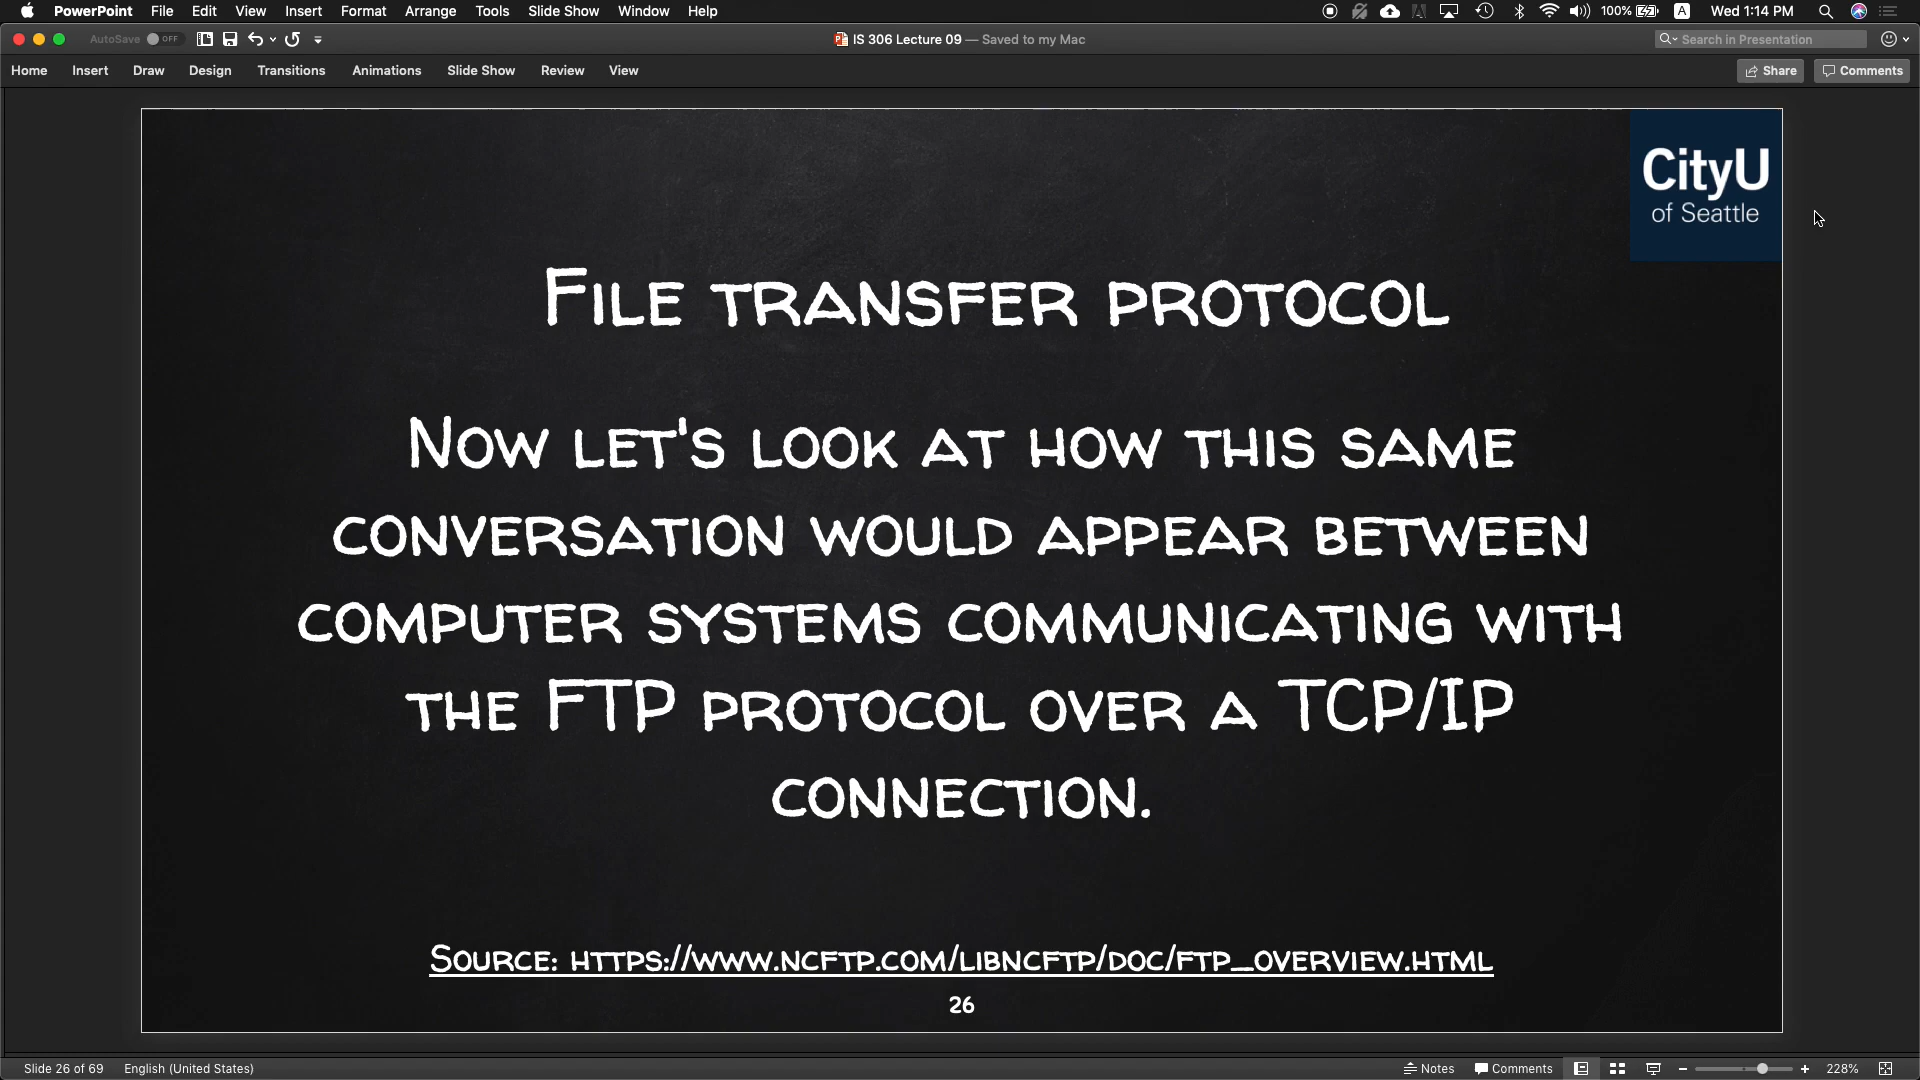 PowerPoint File Edit View Insert Format Arrange Tools Slide Show Window Help 100% A Wed 1:14 PM
AutoSave OFF IS 306 Lecture 09 — Saved to my Mac Search in Presentation
Home Insert Draw Design Transitions Animations Slide Show Review View Share Comments
CityU
of Seattle
File transfer protocol
Now let's look at how this same
conversation would appear between
computer systems communicating with
the FTP protocol over a TCP/IP
connection.
Source: https://www.ncftp.com/libncftp/doc/ftp_overview.html
26
Slide 26 of 69 English (United States) Notes Comments 228%